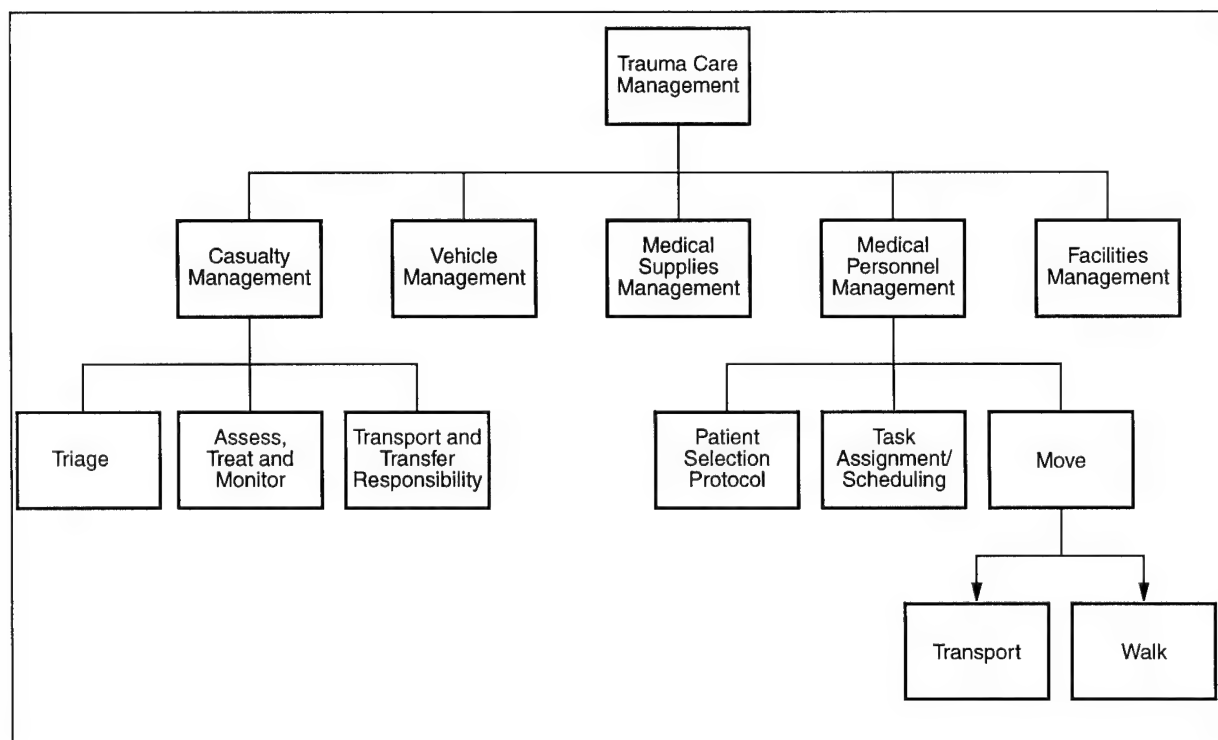 Trauma Care
Management
Casualty
Management
Vehicle
Management
Medical
Supplies
Management
Medical
Personnel
Management
Facilities
Management
Triage
Assess,
Treat and
Monitor
Transport and
Transfer
Responsibility
Patient
Selection
Protocol
Task
Assignment/
Scheduling
Move
Transport
Walk